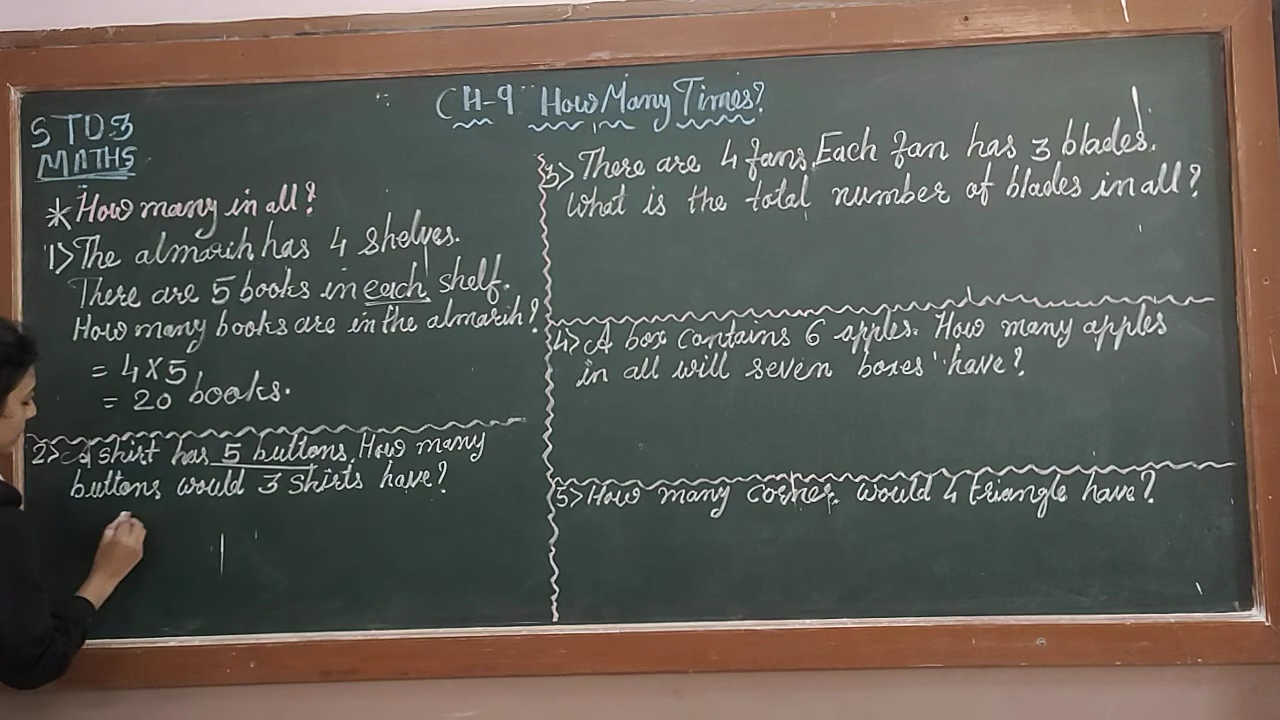 CH-9 How Many Times?
STD 3
MATHS
* How many in all?
1> The almarih has 4 shelves.
There are 5 books in each shelf.
How many books are in the almarih?
= 4x5
= 20 books.
2> A shirt has 5 buttons. How many
buttons would 3 shirts have?
3> There are 4 fans. Each fan has 3 blades.
What is the total number of blades in all?
4> A box contains 6 apples. How many apples
in all will seven boxes have?
5> How many corner would 4 triangle have?